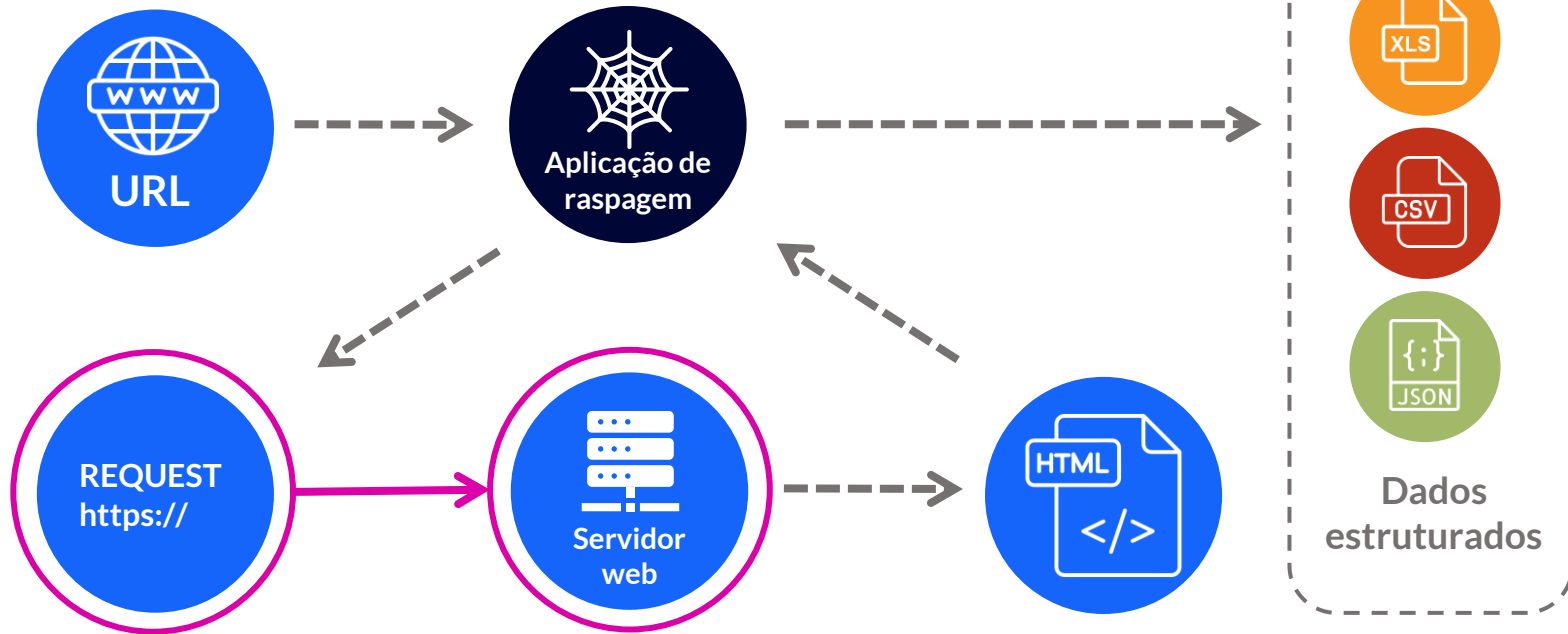 WWW
URL
Aplicação de
raspagem
XLS
CSV
{;}
JSON
Dados
estruturados
REQUEST
https://
Servidor
web
HTML
</>